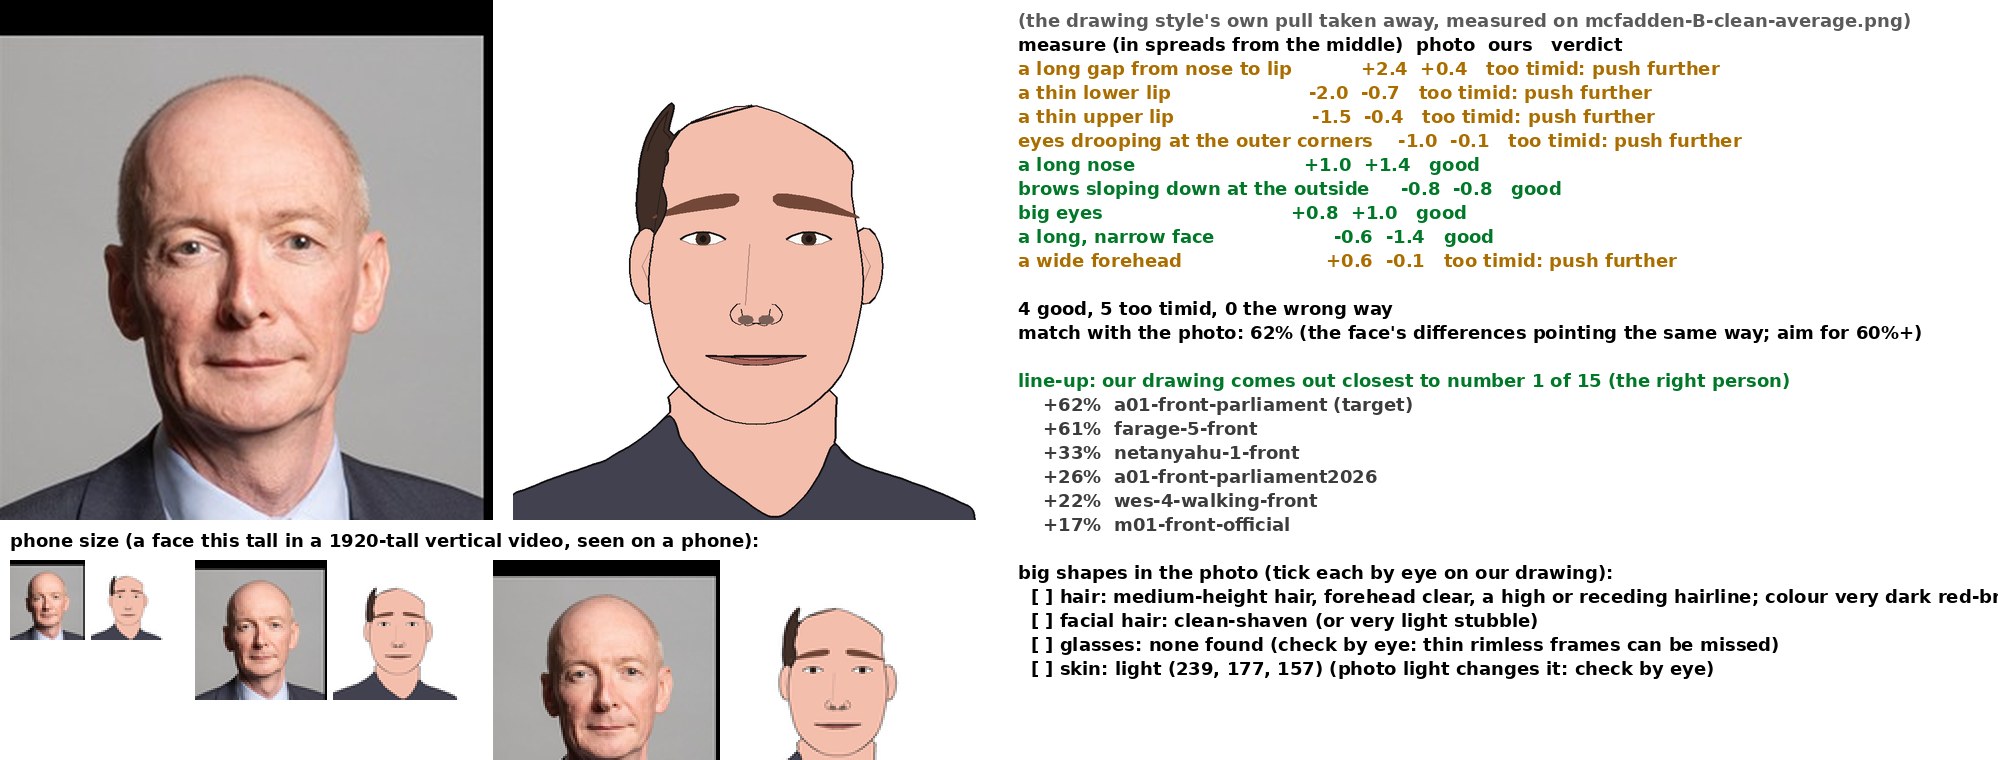 (the drawing style's own pull taken away, measured on mcfadden-B-clean-average.png)
measure (in spreads from the middle) photo ours verdict
a long gap from nose to lip +2.4 +0.4 too timid: push further
a thin lower lip -2.0 -0.7 too timid: push further
a thin upper lip -1.5 -0.4 too timid: push further
eyes drooping at the outer corners -1.0 -0.1 too timid: push further
a long nose +1.0 +1.4 good
brows sloping down at the outside -0.8 -0.8 good
big eyes +0.8 +1.0 good
a long, narrow face -0.6 -1.4 good
a wide forehead +0.6 -0.1 too timid: push further
4 good, 5 too timid, 0 the wrong way
match with the photo: 62% (the face's differences pointing the same way; aim for 60%+)
line-up: our drawing comes out closest to number 1 of 15 (the right person)
+62% a01-front-parliament (target)
+61% farage-5-front
+33% netanyahu-1-front
+26% a01-front-parliament2026
+22% wes-4-walking-front
+17% m01-front-official
phone size (a face this tall in a 1920-tall vertical video, seen on a phone):
big shapes in the photo (tick each by eye on our drawing):
[ ] hair: medium-height hair, forehead clear, a high or receding hairline; colour very dark red-br
[ ] facial hair: clean-shaven (or very light stubble)
[ ] glasses: none found (check by eye: thin rimless frames can be missed)
[ ] skin: light (239, 177, 157) (photo light changes it: check by eye)